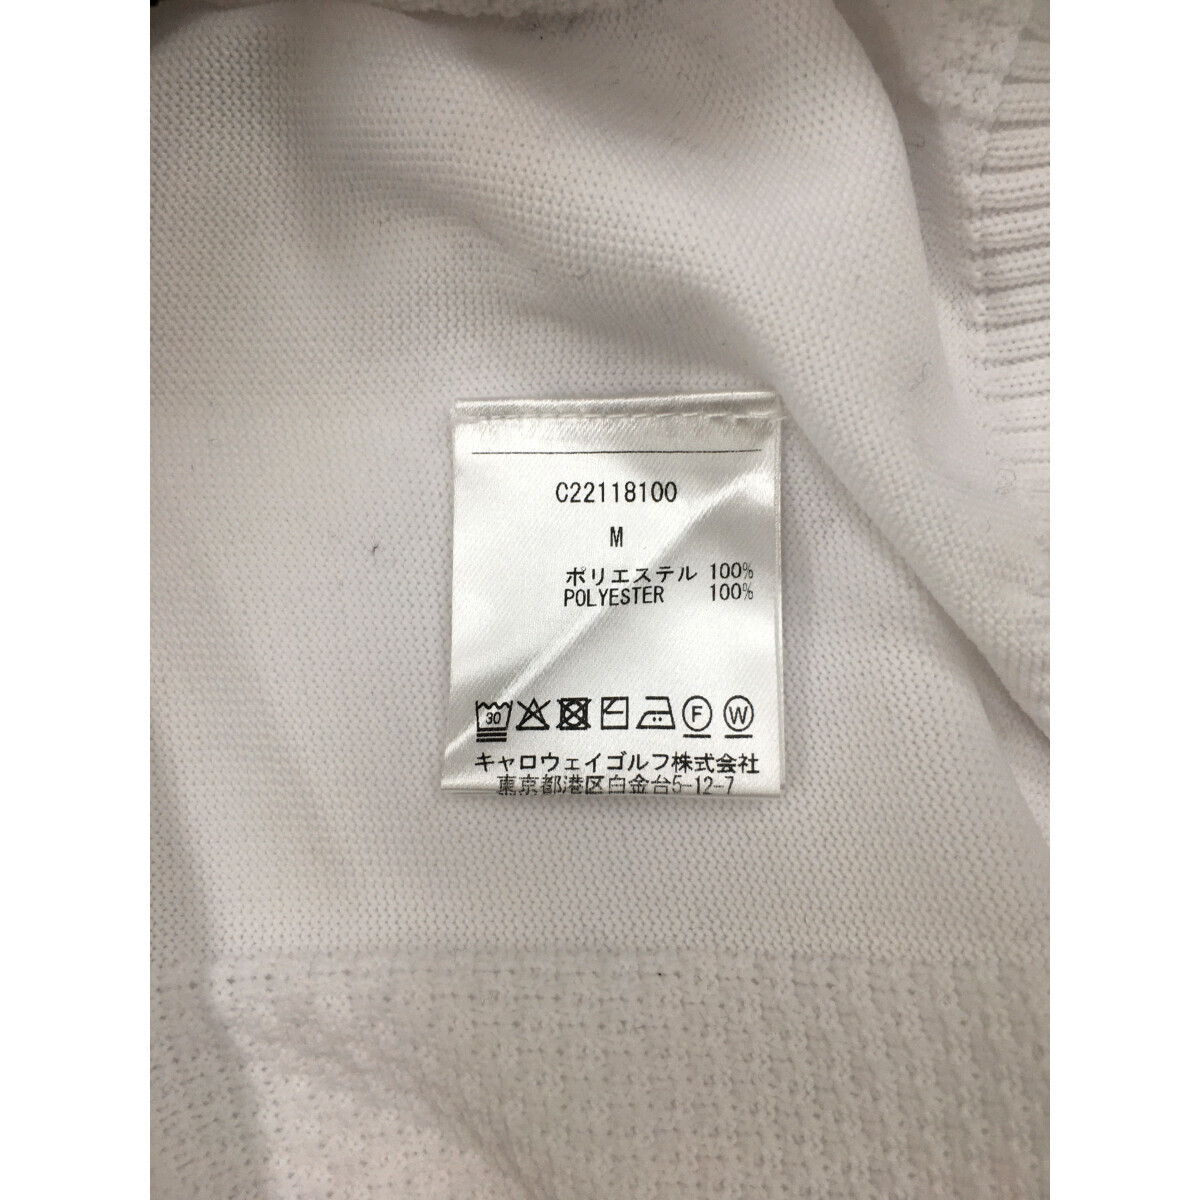 C22118100
M
ポリエステル 100%
POLYESTER 100%
30 F W
キャロウェイゴルフ株式会社
東京都港区白金台5-12-7